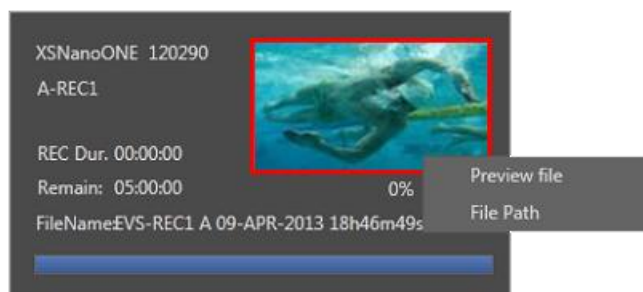 XSNanoONE 120290
A-REC1
REC Dur. 00:00:00
Remain: 05:00:00
0%
FileName:EVS-REC1 A 09-APR-2013 18h46m49s
Preview file
File Path